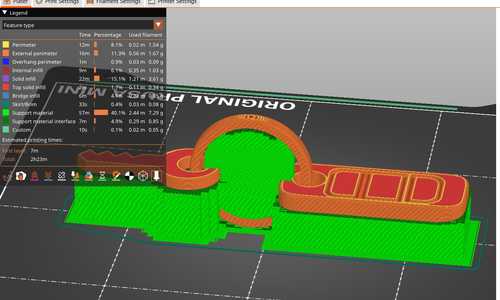 Plater Print Settings Filament Settings Printer Settings
Legend
Feature type
Time Percentage Used filament
Perimeter 12m 8.1% 0.52 m 1.54 g
External perimeter 16m 11.3% 0.56 m 1.67 g
Overhang perimeter 1m 0.9% 0.03 m 0.09 g
Internal infill 9m 6.1% 0.35 m 1.03 g
Solid infill 22m 15.1% 1.21 m 3.61 g
Top solid infill
Bridge infill
Skirt/Brim 33s 0.4% 0.03 m 0.08 g
Support material 57m 40.1% 2.44 m 7.29 g
Support material interface 7m 4.9% 0.29 m 0.85 g
Custom 10s 0.1% 0.02 m 0.05 g
Estimated printing times:
First layer: 7m
Total: 2h23m
ORIGINAL PR
MINI